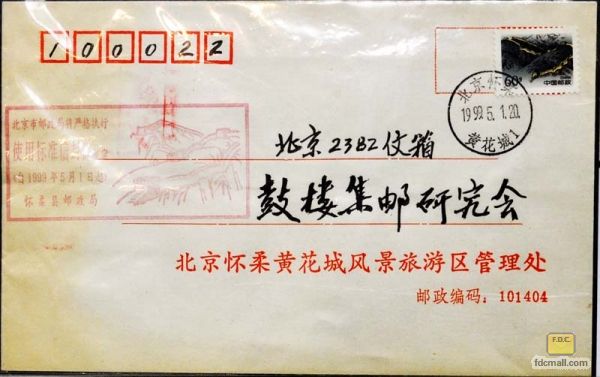 100022
60分
中国邮政
北京怀柔
1999.5.1.20.
黄花城1
北京市邮政局将严格执行
使用标准信封
(自1999年5月1日起)
怀柔县邮政局
北京2382信箱
鼓楼集邮研究会
北京怀柔黄花城风景旅游区管理处
邮政编码：101404
F.D.C.
fdcmall.com